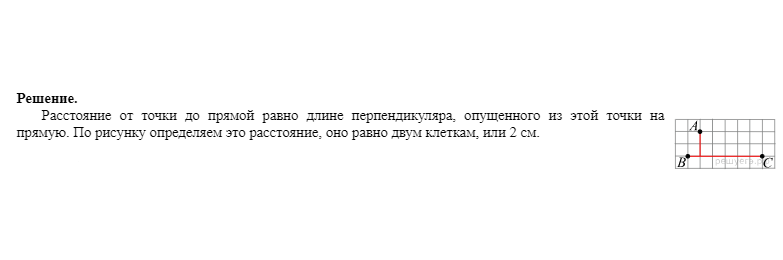 Решение.
Расстояние от точки до прямой равно длине перпендикуляра, опущенного из этой точки на
прямую. По рисунку определяем это расстояние, оно равно двум клеткам, или 2 см.
A
B
C